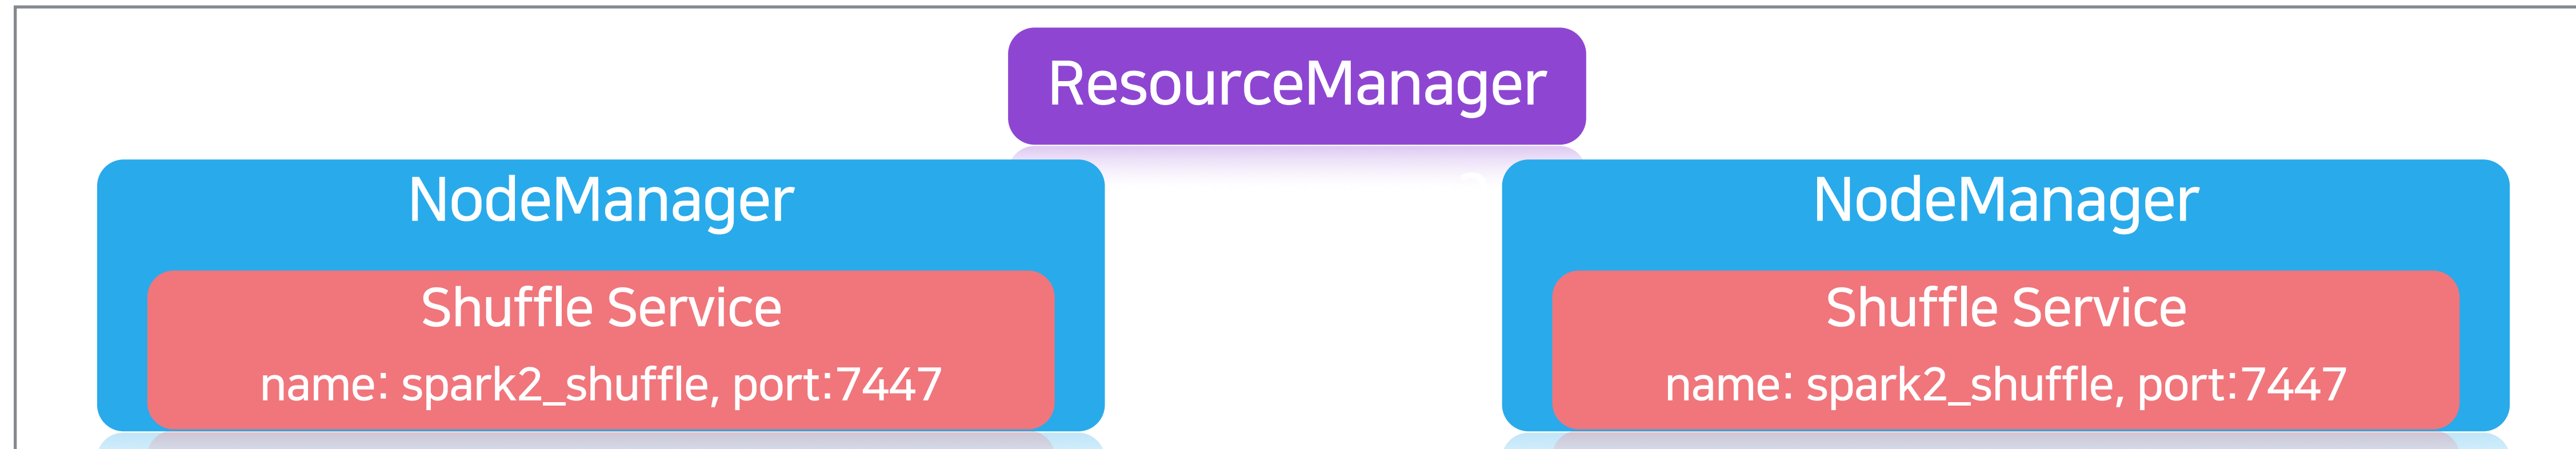 ResourceManager
NodeManager
Shuffle Service
name: spark2_shuffle, port:7447
NodeManager
Shuffle Service
name: spark2_shuffle, port:7447